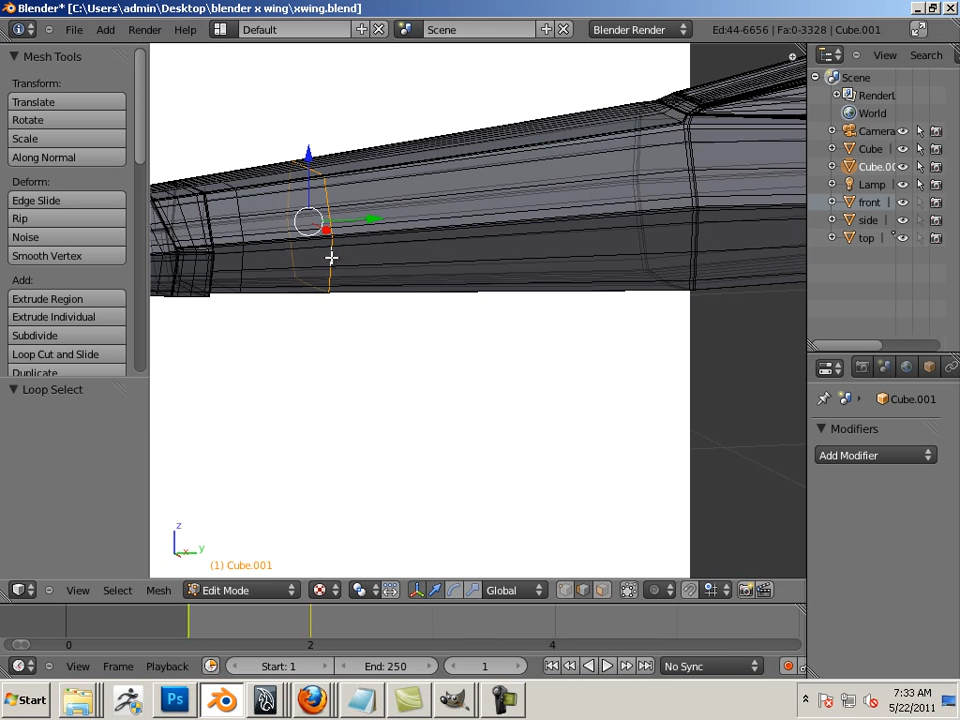 Blender* [C:\Users\admin\Desktop\blender x wing\xwing.blend]
File Add Render Help Default Scene Blender Render Ed:44-6656 | Fa:0-3328 | Cube.001
Mesh Tools
Transform:
Translate
Rotate
Scale
Along Normal
Deform:
Edge Slide
Rip
Noise
Smooth Vertex
Add:
Extrude Region
Extrude Individual
Subdivide
Loop Cut and Slide
Duplicate
Loop Select
z
y
x
(1) Cube.001
View Search
Scene
RenderL
World
Camera
Cube
Cube.00
Lamp
front
side
top
Cube.001
Modifiers
Add Modifier
View Select Mesh Edit Mode Global
0 2 4
View Frame Playback Start: 1 End: 250 1 No Sync
Start Ps 7:33 AM
5/22/2011